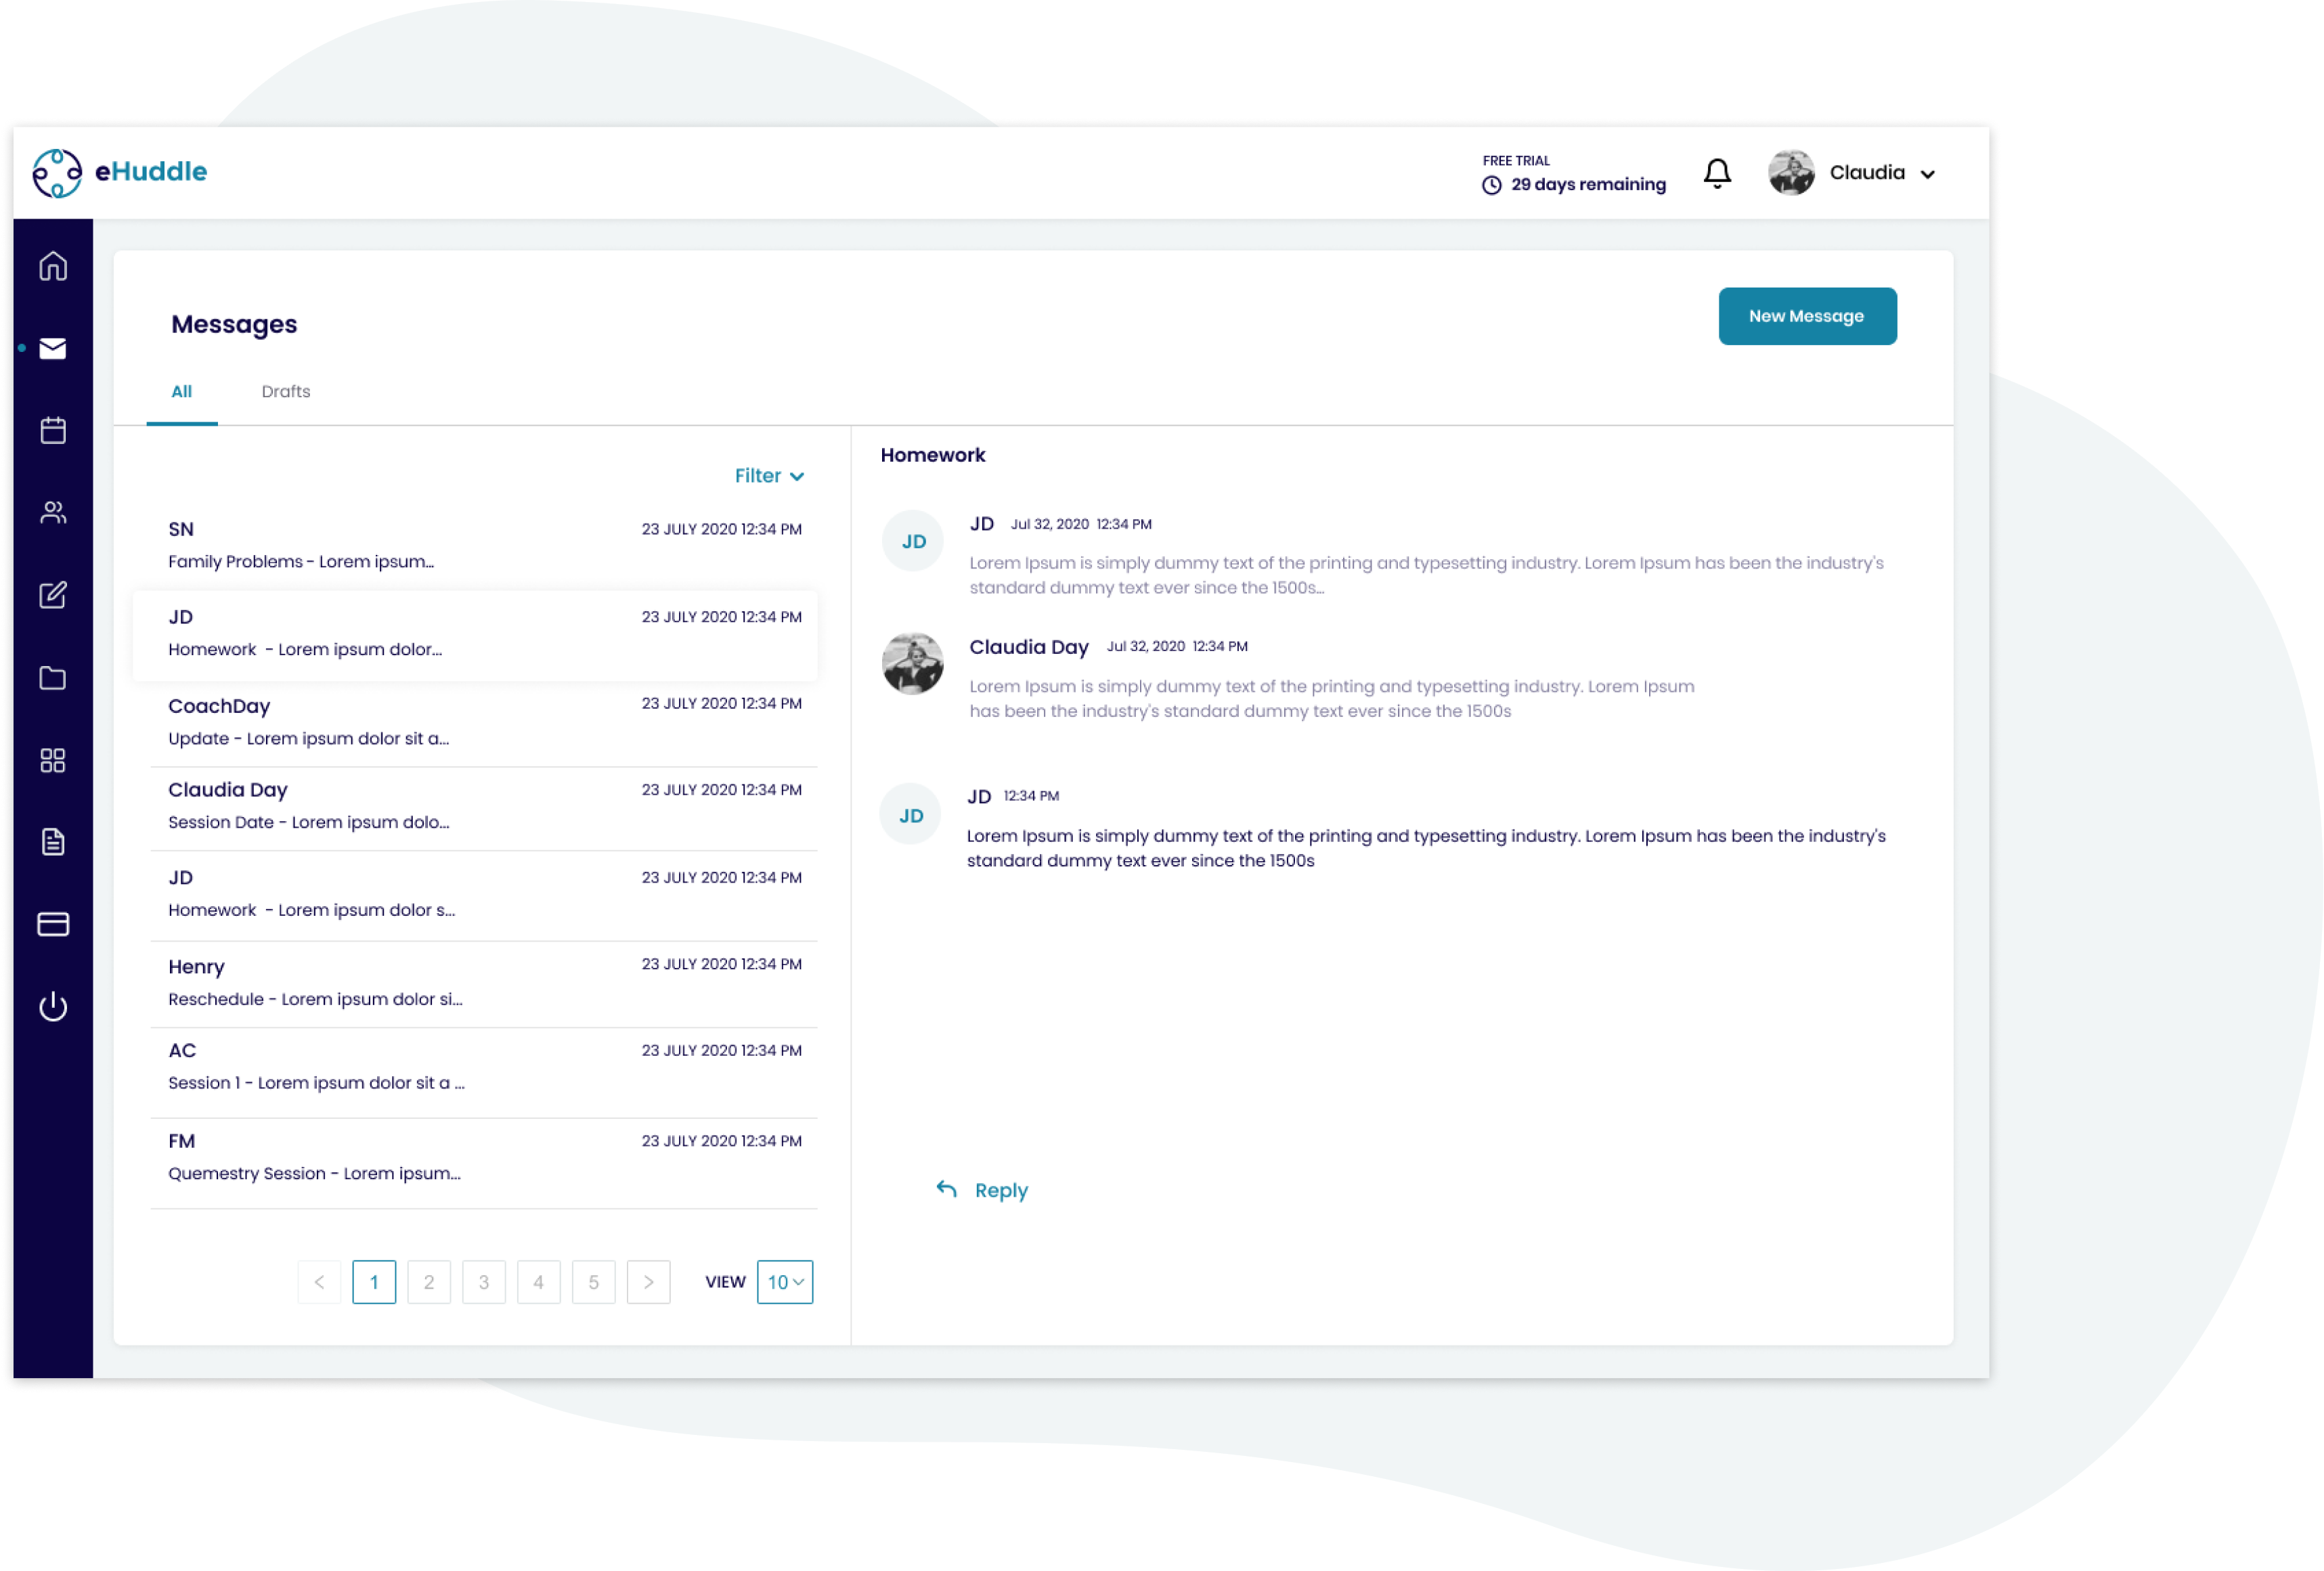 eHuddle
FREE TRIAL
29 days remaining
Claudia
Messages
New Message
All
Drafts
Filter
SN
23 JULY 2020 12:34 PM
Family Problems - Lorem ipsum...
JD
23 JULY 2020 12:34 PM
Homework - Lorem ipsum dolor...
CoachDay
23 JULY 2020 12:34 PM
Update - Lorem ipsum dolor sit a...
Claudia Day
23 JULY 2020 12:34 PM
Session Date - Lorem ipsum dolo...
JD
23 JULY 2020 12:34 PM
Homework - Lorem ipsum dolor s...
Henry
23 JULY 2020 12:34 PM
Reschedule - Lorem ipsum dolor si...
AC
23 JULY 2020 12:34 PM
Session 1 - Lorem ipsum dolor sit a ...
FM
23 JULY 2020 12:34 PM
Quemestry Session - Lorem ipsum...
< 1 2 3 4 5 >
VIEW 10
Homework
JD
JD Jul 32, 2020 12:34 PM
Lorem Ipsum is simply dummy text of the printing and typesetting industry. Lorem Ipsum has been the industry's
standard dummy text ever since the 1500s...
Claudia Day Jul 32, 2020 12:34 PM
Lorem Ipsum is simply dummy text of the printing and typesetting industry. Lorem Ipsum
has been the industry's standard dummy text ever since the 1500s
JD
JD 12:34 PM
Lorem Ipsum is simply dummy text of the printing and typesetting industry. Lorem Ipsum has been the industry's
standard dummy text ever since the 1500s
Reply